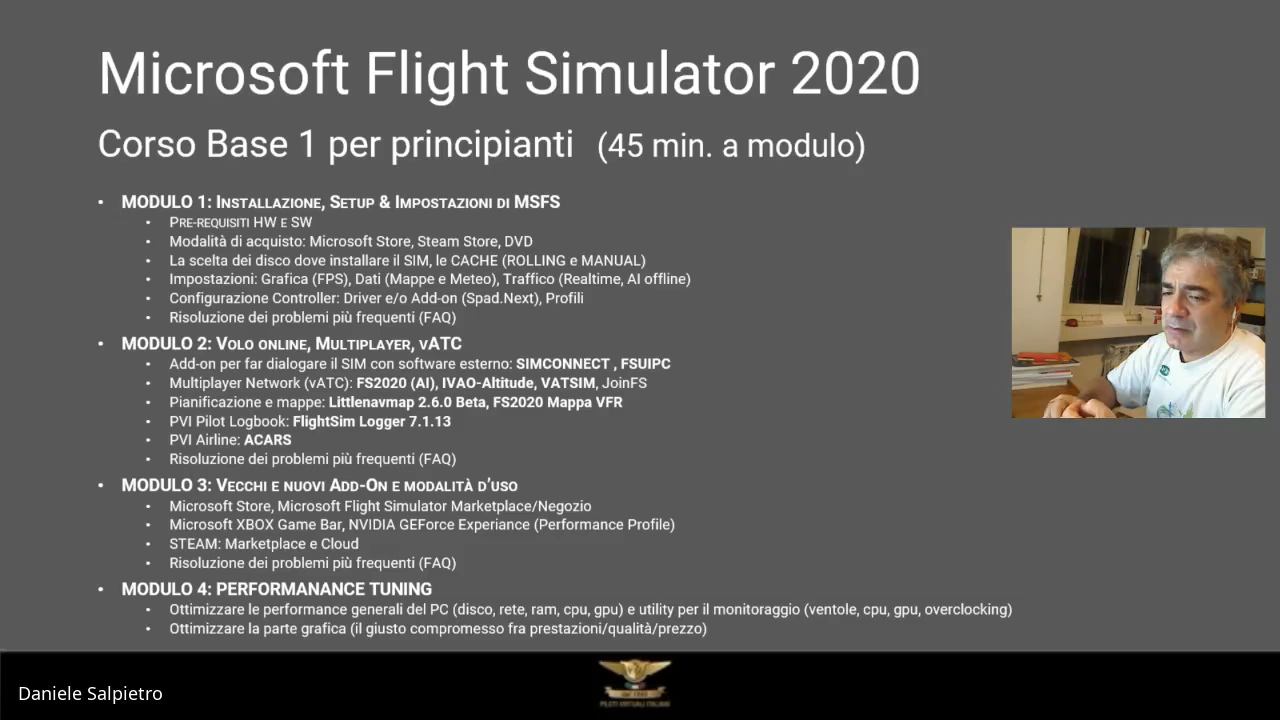 Microsoft Flight Simulator 2020
Corso Base 1 per principianti (45 min. a modulo)
• MODULO 1: INSTALLAZIONE, SETUP & IMPOSTAZIONI DI MSFS
• PRE-REQUISITI HW E SW
• Modalità di acquisto: Microsoft Store, Steam Store, DVD
• La scelta dei disco dove installare il SIM, le CACHE (ROLLING e MANUAL)
• Impostazioni: Grafica (FPS), Dati (Mappe e Meteo), Traffico (Realtime, AI offline)
• Configurazione Controller: Driver e/o Add-on (Spad.Next), Profili
• Risoluzione dei problemi più frequenti (FAQ)
• MODULO 2: VOLO ONLINE, MULTIPLAYER, VATC
• Add-on per far dialogare il SIM con software esterno: SIMCONNECT , FSUIPC
• Multiplayer Network (vATC): FS2020 (AI), IVAO-Altitude, VATSIM, JoinFS
• Pianificazione e mappe: Littlenavmap 2.6.0 Beta, FS2020 Mappa VFR
• PVI Pilot Logbook: FlightSim Logger 7.1.13
• PVI Airline: ACARS
• Risoluzione dei problemi più frequenti (FAQ)
• MODULO 3: VECCHI E NUOVI ADD-ON E MODALITÀ D'USO
• Microsoft Store, Microsoft Flight Simulator Marketplace/Negozio
• Microsoft XBOX Game Bar, NVIDIA GEForce Experiance (Performance Profile)
• STEAM: Marketplace e Cloud
• Risoluzione dei problemi più frequenti (FAQ)
• MODULO 4: PERFORMANANCE TUNING
• Ottimizzare le performance generali del PC (disco, rete, ram, cpu, gpu) e utility per il monitoraggio (ventole, cpu, gpu, overclocking)
• Ottimizzare la parte grafica (il giusto compromesso fra prestazioni/qualità/prezzo)
PILOTI VIRTUALI ITALIANI
Daniele Salpietro